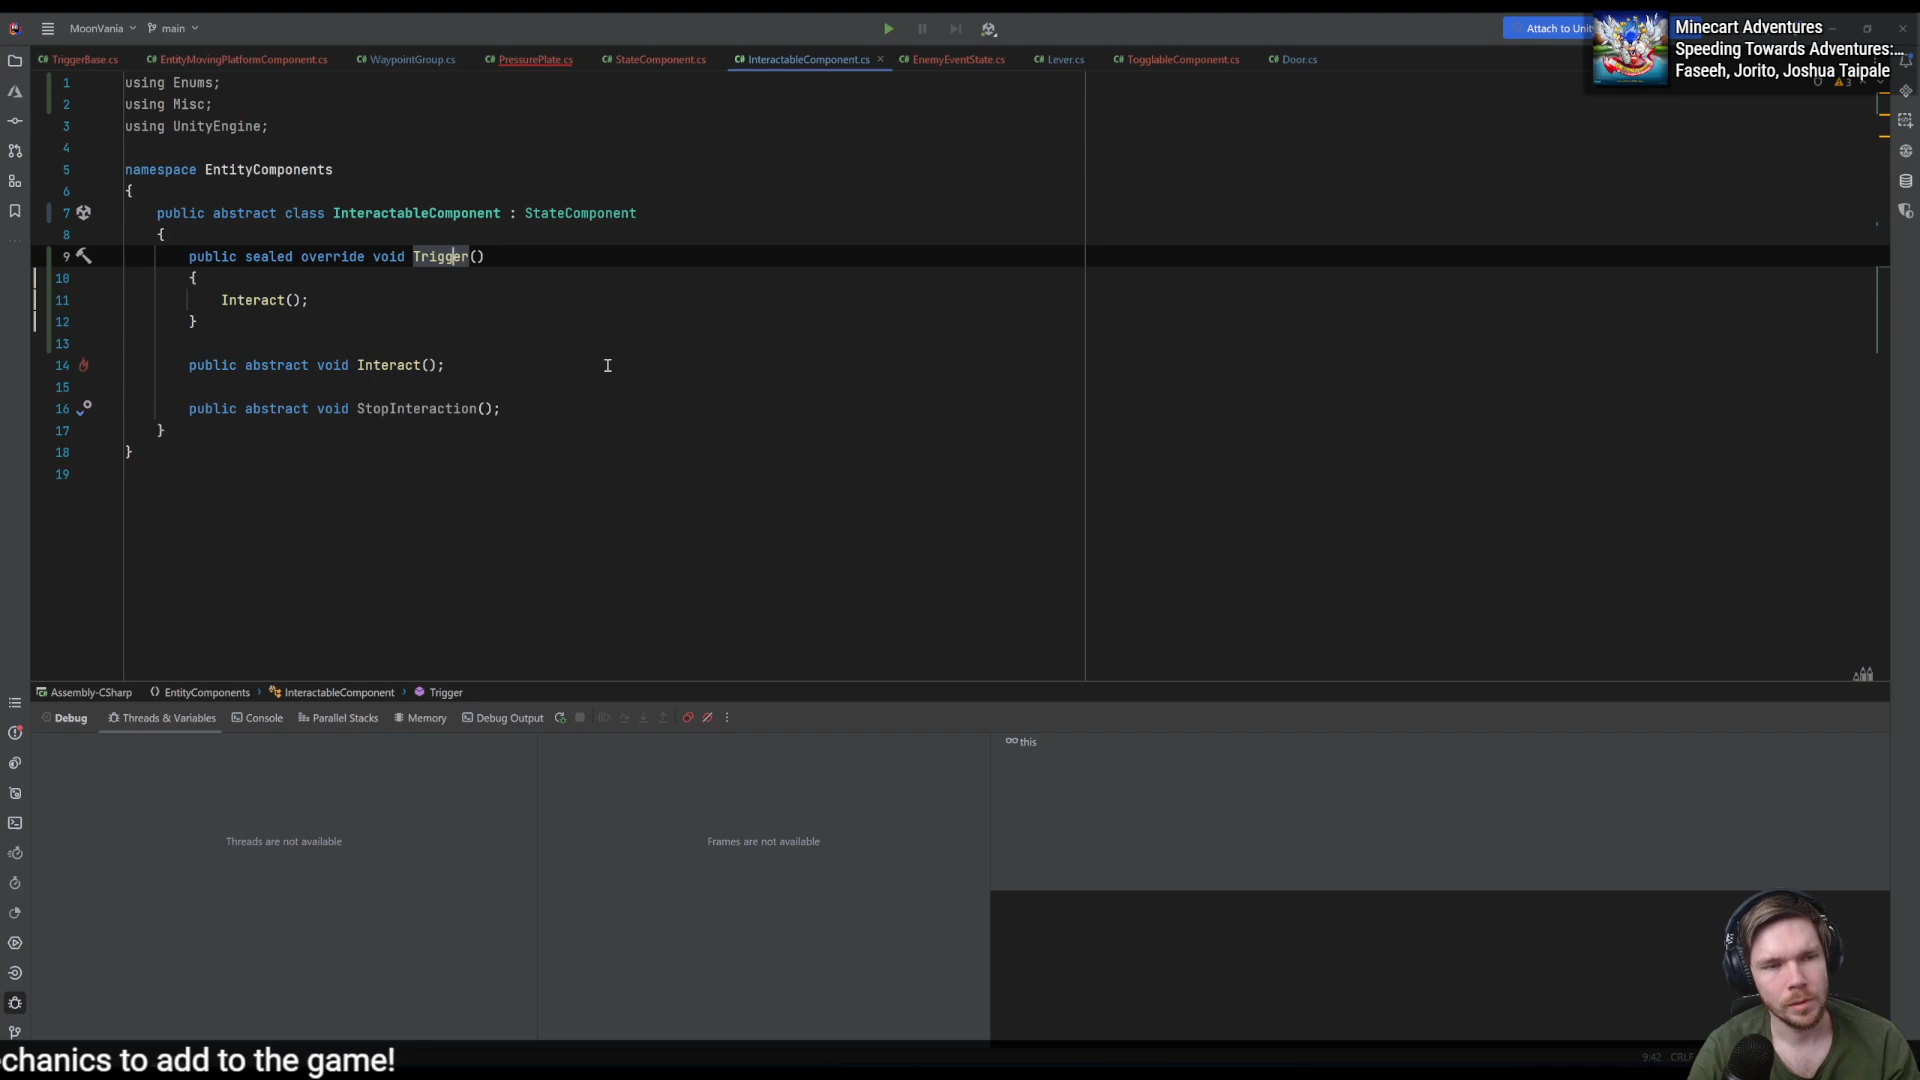 MoonVania
main
Attach to Unit
Minecart Adventures
Speeding Towards Adventures:...
Faseeh, Jorito, Joshua Taipale
C# TriggerBase.cs
C# EntityMovingPlatformComponent.cs
C# WaypointGroup.cs
C# PressurePlate.cs
C# StateComponent.cs
C# InteractableComponent.cs
C# EnemyEventState.cs
C# Lever.cs
C# TogglableComponent.cs
C# Door.cs
3
1 using Enums;
2 using Misc;
3 using UnityEngine;
4
5 namespace EntityComponents
6 {
7 public abstract class InteractableComponent : StateComponent
8 {
9 public sealed override void Trigger()
10 {
11 Interact();
12 }
13
14 public abstract void Interact();
15
16 public abstract void StopInteraction();
17 }
18 }
19
C# Assembly-CSharp
EntityComponents
InteractableComponent
Trigger
Debug
Threads & Variables
Console
Parallel Stacks
Memory
Debug Output
this
Threads are not available
Frames are not available
echanics to add to the game!
9:42
CRLF